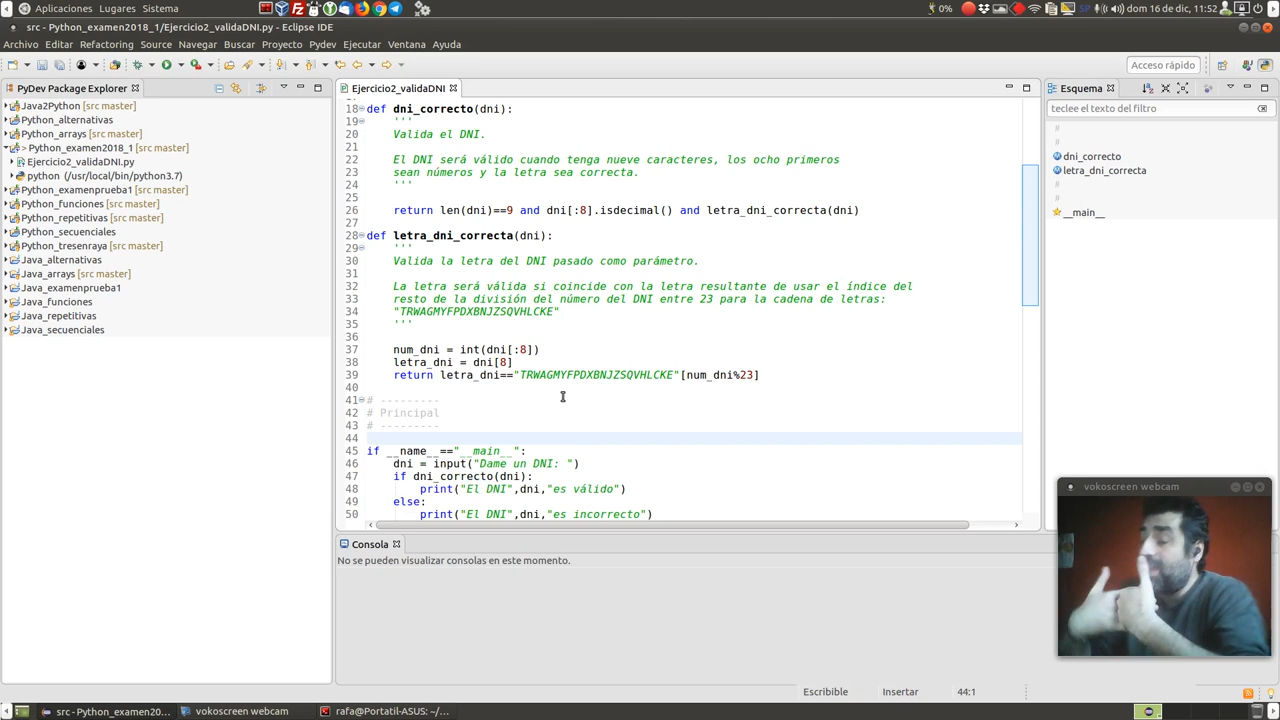 Aplicaciones Lugares Sistema
0% SP dom 16 de dic, 11:52
src - Python_examen2018_1/Ejercicio2_validaDNI.py - Eclipse IDE
Archivo Editar Refactoring Source Navegar Buscar Proyecto Pydev Ejecutar Ventana Ayuda
Acceso rápido
PyDev Package Explorer
Java2Python [src master]
Python_alternativas
Python_arrays [src master]
> Python_examen2018_1 [src master]
Ejercicio2_validaDNI.py
python (/usr/local/bin/python3.7)
Python_examenprueba1 [src master]
Python_funciones [src master]
Python_repetitivas [src master]
Python_secuenciales
Python_tresenraya [src master]
Java_alternativas
Java_arrays [src master]
Java_examenprueba1
Java_funciones
Java_repetitivas
Java_secuenciales
Ejercicio2_validaDNI
18 def dni_correcto(dni):
19 '''
20 Valida el DNI.
21
22 El DNI será válido cuando tenga nueve caracteres, los ocho primeros
23 sean números y la letra sea correcta.
24 '''
25
26 return len(dni)==9 and dni[:8].isdecimal() and letra_dni_correcta(dni)
27
28 def letra_dni_correcta(dni):
29 '''
30 Valida la letra del DNI pasado como parámetro.
31
32 La letra será válida si coincide con la letra resultante de usar el índice del
33 resto de la división del número del DNI entre 23 para la cadena de letras:
34 "TRWAGMYFPDXBNJZSQVHLCKE"
35 '''
36
37 num_dni = int(dni[:8])
38 letra_dni = dni[8]
39 return letra_dni=="TRWAGMYFPDXBNJZSQVHLCKE"[num_dni%23]
40
41 # ---------
42 # Principal
43 # ---------
44
45 if __name__=="__main__":
46 dni = input("Dame un DNI: ")
47 if dni_correcto(dni):
48 print("El DNI",dni,"es válido")
49 else:
50 print("El DNI",dni,"es incorrecto")
Esquema
teclee el texto del filtro
#
#
dni_correcto
letra_dni_correcta
#
#
__main__
Consola
No se pueden visualizar consolas en este momento.
vokoscreen webcam
Escribible Insertar 44:1
src - Python_examen20... vokoscreen webcam rafa@Portatil-ASUS: ~/...